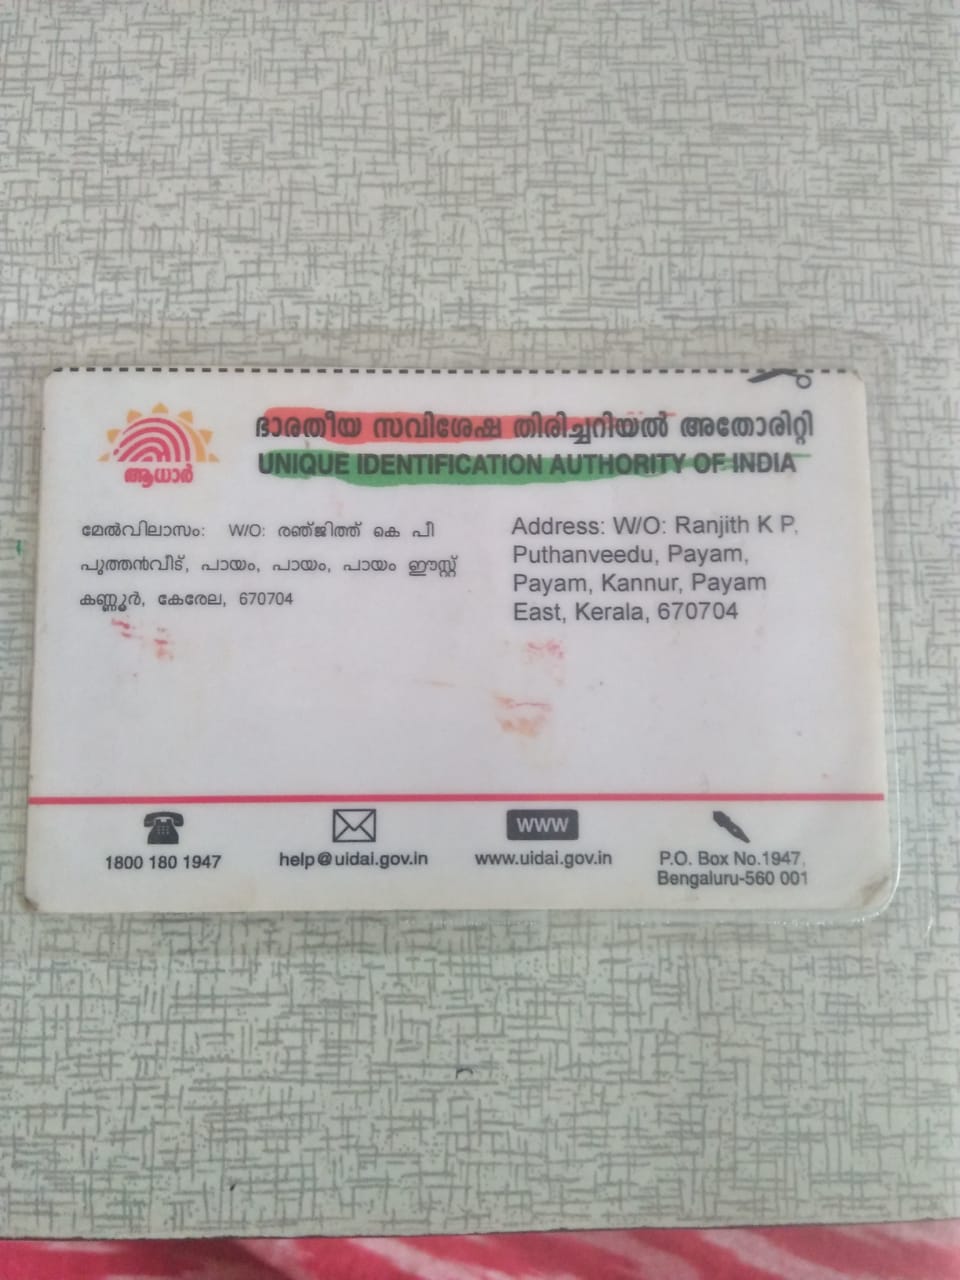 ആധാർ
ഭാരതീയ സവിശേഷ തിരിച്ചറിയൽ അതോരിറ്റി
UNIQUE IDENTIFICATION AUTHORITY OF INDIA
മേൽവിലാസം: W/O: രഞ്ജിത്ത് കെ പീ
പുത്തൻവീട്, പായം, പായം, പായം ഈസ്റ്റ്
കണ്ണൂർ, കേരേല, 670704
Address: W/O: Ranjith K P,
Puthanveedu, Payam,
Payam, Kannur, Payam
East, Kerala, 670704
1800 180 1947
help@uidai.gov.in
WWW
www.uidai.gov.in
P.O. Box No.1947,
Bengaluru-560 001